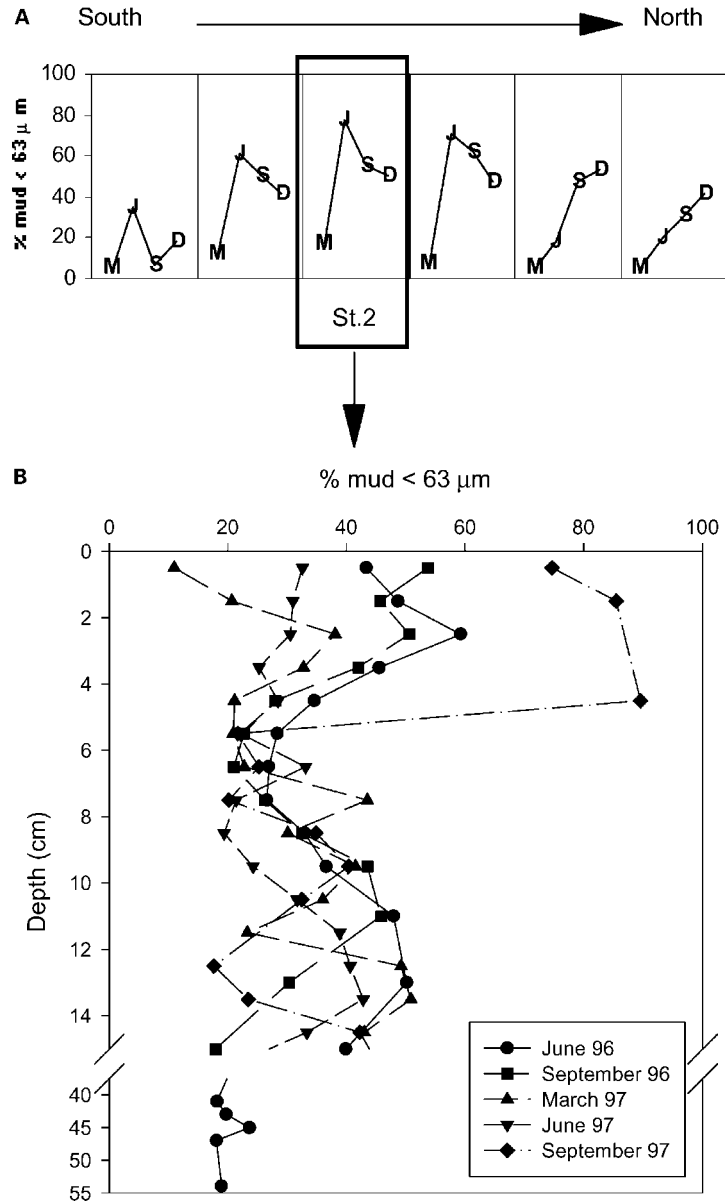 A
South
North
% mud < 63 µ m
100
80
60
40
20
0
M J S D
M J S D
M J S D
M J S D
M J S D
M J S D
St.2
B
% mud < 63 µm
0 20 40 60 80 100
Depth (cm)
0
2
4
6
8
10
12
14
40
45
50
55
June 96
September 96
March 97
June 97
September 97